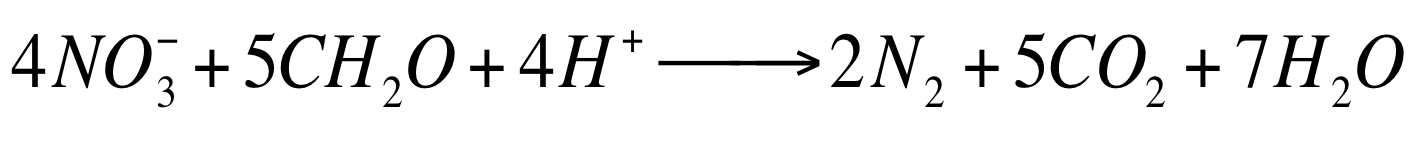 4NO₃⁻ + 5CH₂O + 4H⁺ ⟶ 2N₂ + 5CO₂ + 7H₂O